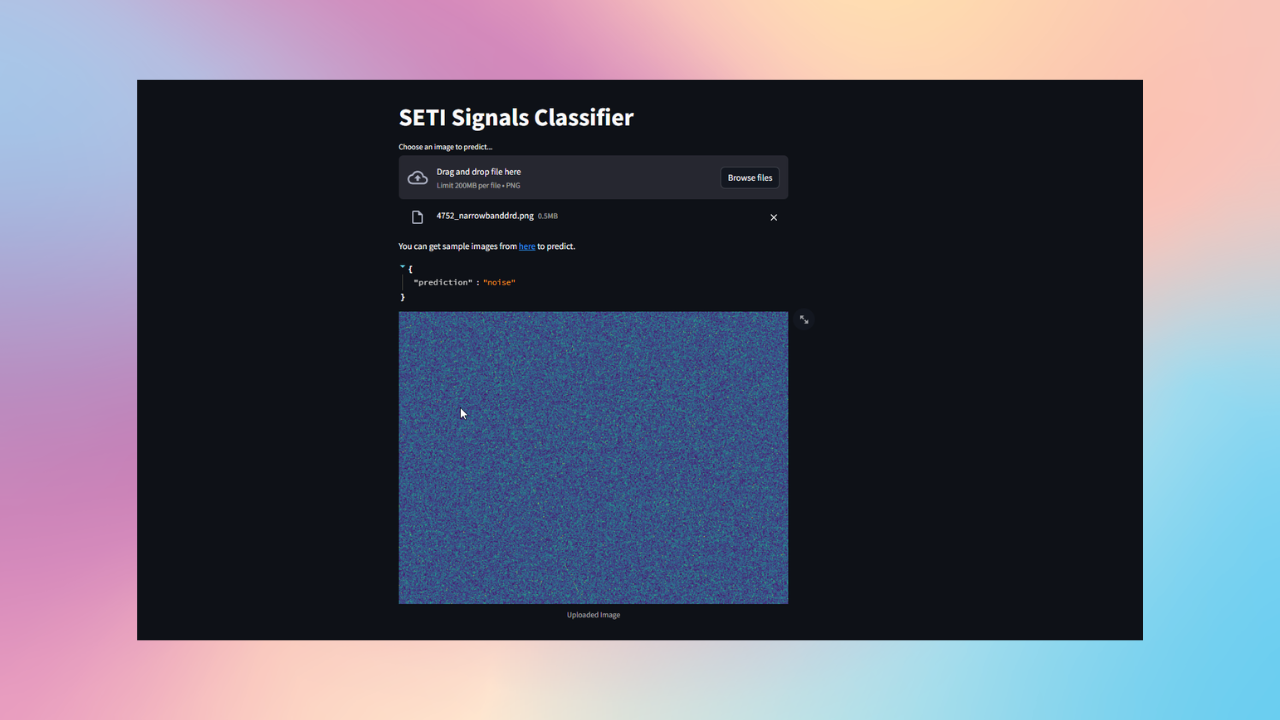 SETI Signals Classifier
Choose an image to predict...
Drag and drop file here
Limit 200MB per file • PNG
Browse files
4752_narrowbanddrd.png 0.5MB
You can get sample images from here to predict.
{
"prediction" : "noise"
}
Uploaded Image